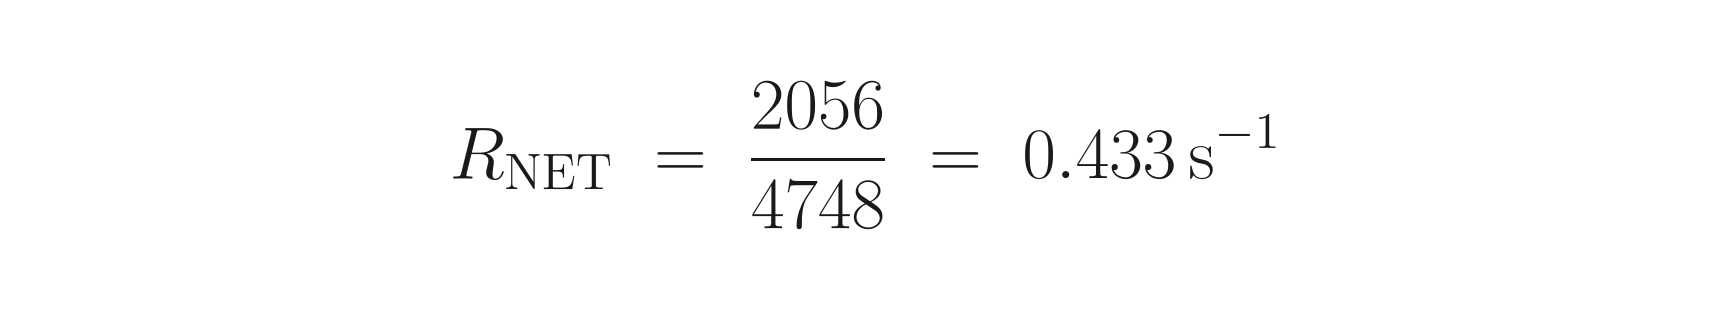 R_NET = 2056/4748 = 0.433 s⁻¹